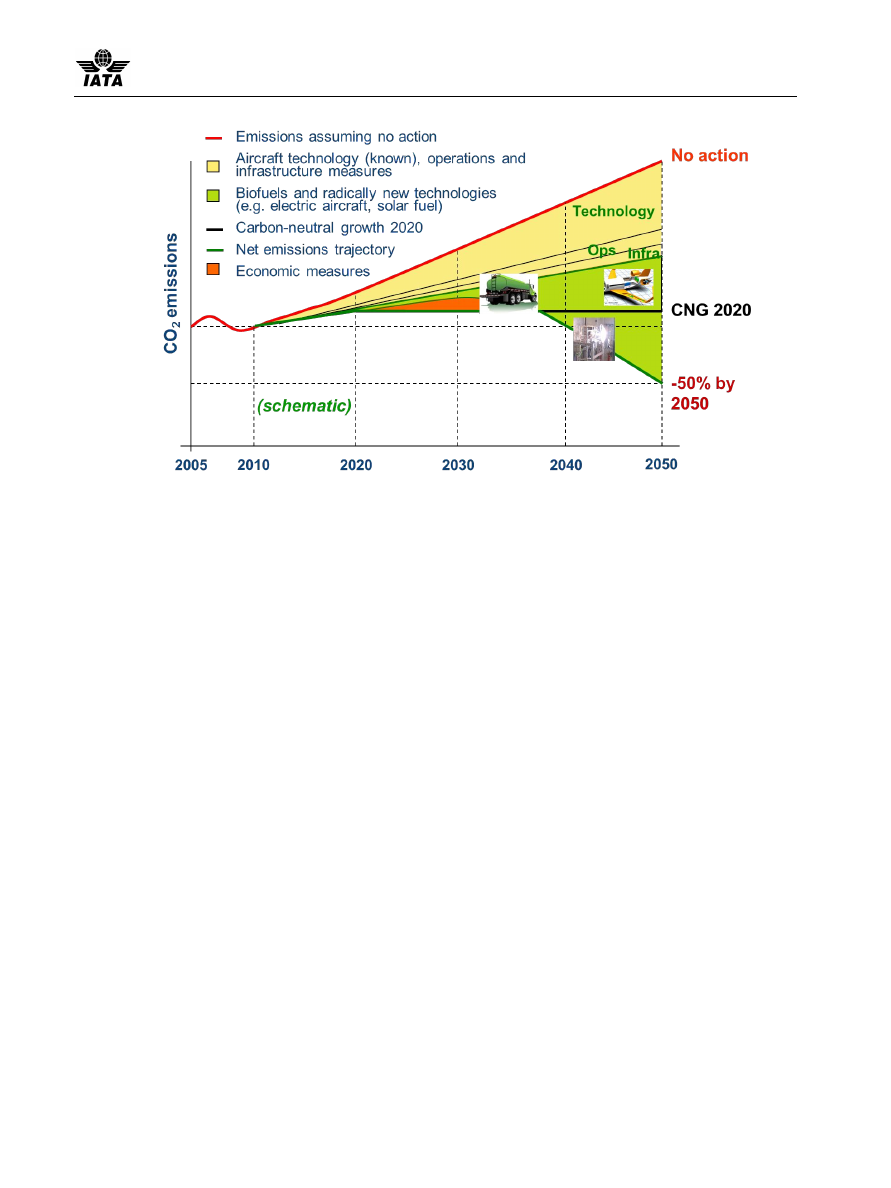 IATA
Emissions assuming no action
Aircraft technology (known), operations and
infrastructure measures
Biofuels and radically new technologies
(e.g. electric aircraft, solar fuel)
Carbon-neutral growth 2020
Net emissions trajectory
Economic measures
No action
Technology
Ops Infra
CO₂ emissions
CNG 2020
-50% by
2050
(schematic)
2005 2010 2020 2030 2040 2050